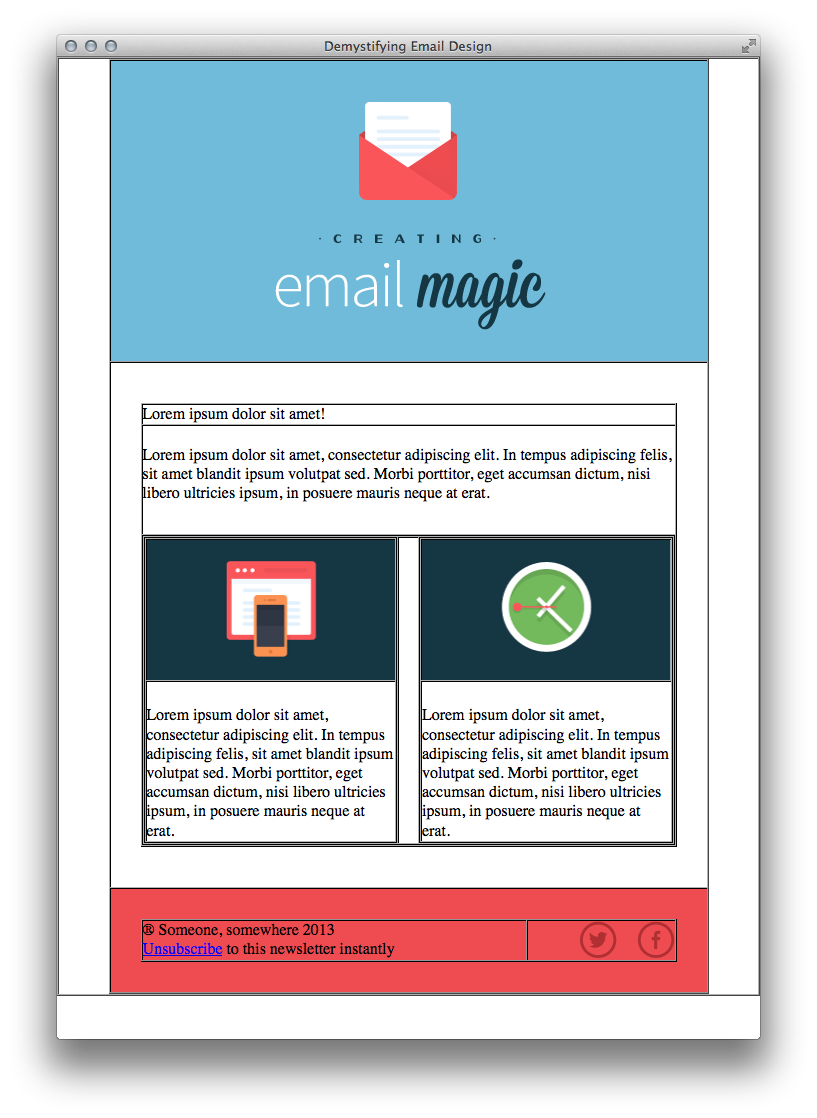 Demystifying Email Design
· CREATING ·
email magic
Lorem ipsum dolor sit amet!
Lorem ipsum dolor sit amet, consectetur adipiscing elit. In tempus adipiscing felis,
sit amet blandit ipsum volutpat sed. Morbi porttitor, eget accumsan dictum, nisi
libero ultricies ipsum, in posuere mauris neque at erat.
Lorem ipsum dolor sit amet,
consectetur adipiscing elit. In tempus
adipiscing felis, sit amet blandit ipsum
volutpat sed. Morbi porttitor, eget
accumsan dictum, nisi libero ultricies
ipsum, in posuere mauris neque at
erat.
Lorem ipsum dolor sit amet,
consectetur adipiscing elit. In tempus
adipiscing felis, sit amet blandit ipsum
volutpat sed. Morbi porttitor, eget
accumsan dictum, nisi libero ultricies
ipsum, in posuere mauris neque at
erat.
® Someone, somewhere 2013
Unsubscribe to this newsletter instantly